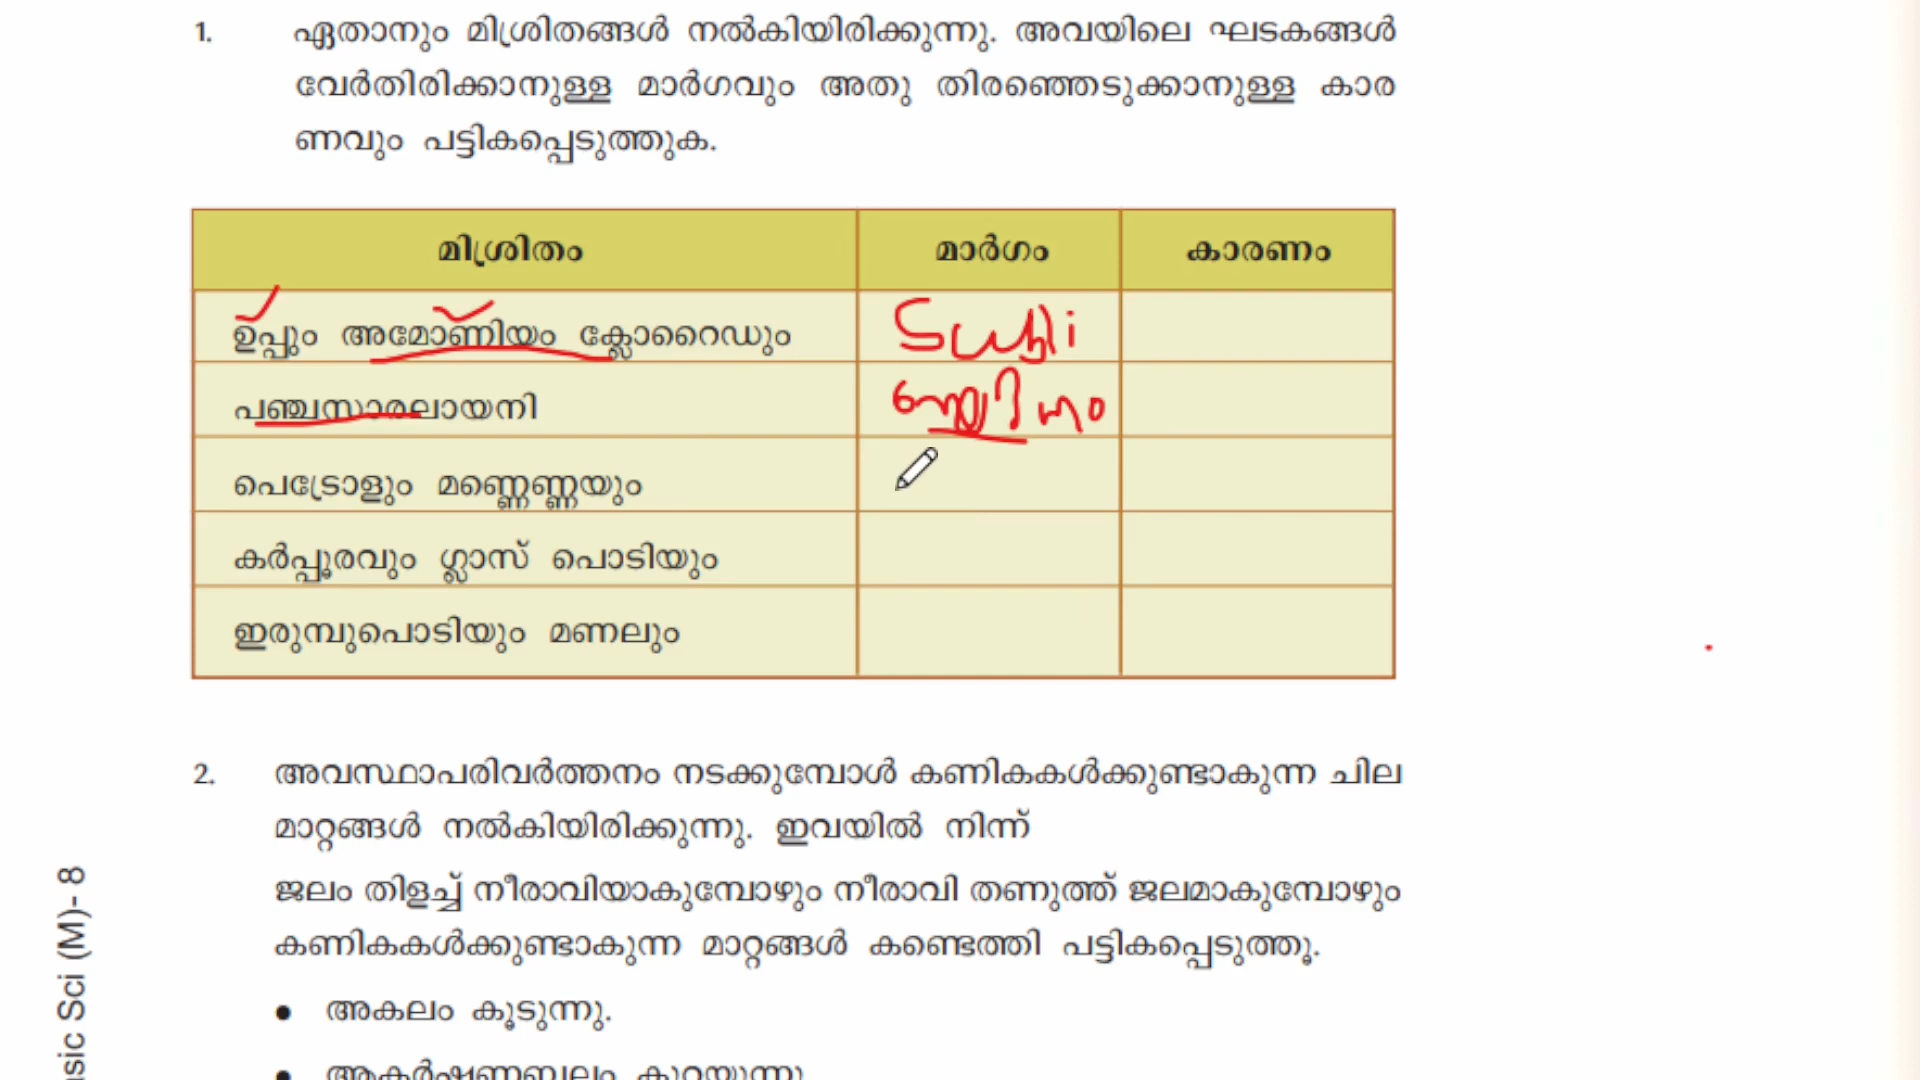 1. ഏതാനും മിശ്രിതങ്ങൾ നൽകിയിരിക്കുന്നു. അവയിലെ ഘടകങ്ങൾ
വേർതിരിക്കാനുള്ള മാർഗവും അതു തിരഞ്ഞെടുക്കാനുള്ള കാര
ണവും പട്ടികപ്പെടുത്തുക.
മിശ്രിതം മാർഗം കാരണം
ഉപ്പും അമോണിയം ക്ലോറൈഡും
പഞ്ചസാരലായനി
പെട്രോളും മണ്ണെണ്ണയും
കർപ്പൂരവും ഗ്ലാസ് പൊടിയും
ഇരുമ്പുപൊടിയും മണലും
2. അവസ്ഥാപരിവർത്തനം നടക്കുമ്പോൾ കണികകൾക്കുണ്ടാകുന്ന ചില
മാറ്റങ്ങൾ നൽകിയിരിക്കുന്നു. ഇവയിൽ നിന്ന്
ജലം തിളച്ച് നീരാവിയാകുമ്പോഴും നീരാവി തണുത്ത് ജലമാകുമ്പോഴും
കണികകൾക്കുണ്ടാകുന്ന മാറ്റങ്ങൾ കണ്ടെത്തി പട്ടികപ്പെടുത്തൂ.
• അകലം കൂടുന്നു.
• ആകർഷണബലം കുറയുന്നു
Sci (M)- 8